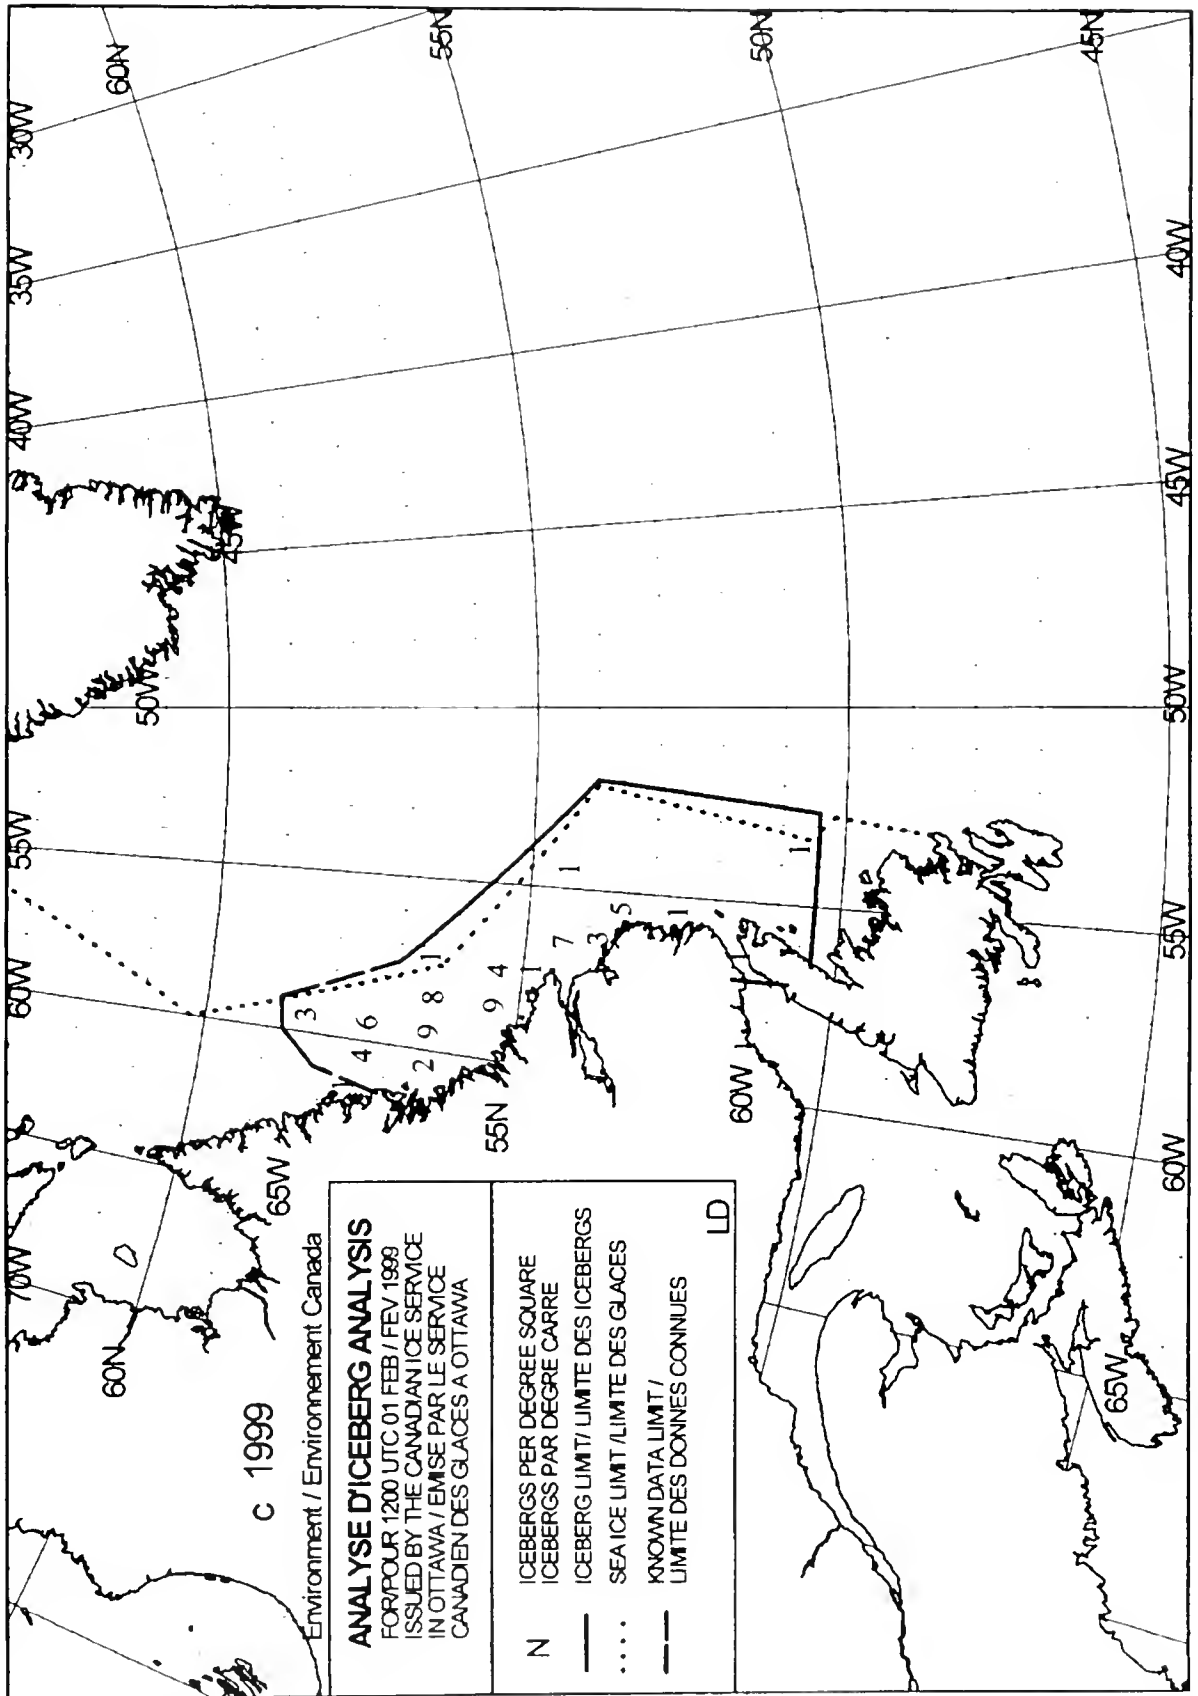 60N
55N
50N
45N
30W
35W
40W
45W
50W
55W
60W
65W
70W
60N
55N
60W
40W
45W
50W
55W
60W
65W
3
4
6
1
2
9
8
1
9
4
1
7
3
5
1
1
1
c 1999
Environment / Environnement Canada
ANALYSE D'ICEBERG ANALYSIS
FOR/POUR 1200 UTC 01 FEB / FEV 1999
ISSUED BY THE CANADIAN ICE SERVICE
IN OTTAWA / EMISE PAR LE SERVICE
CANADIEN DES GLACES A OTTAWA
N ICEBERGS PER DEGREE SQUARE
ICEBERGS PAR DEGRE CARRE
ICEBERG LIMIT / LIMITE DES ICEBERGS
SEA ICE LIMIT / LIMITE DES GLACES
KNOWN DATA LIMIT /
LIMITE DES DONNES CONNUES
LD